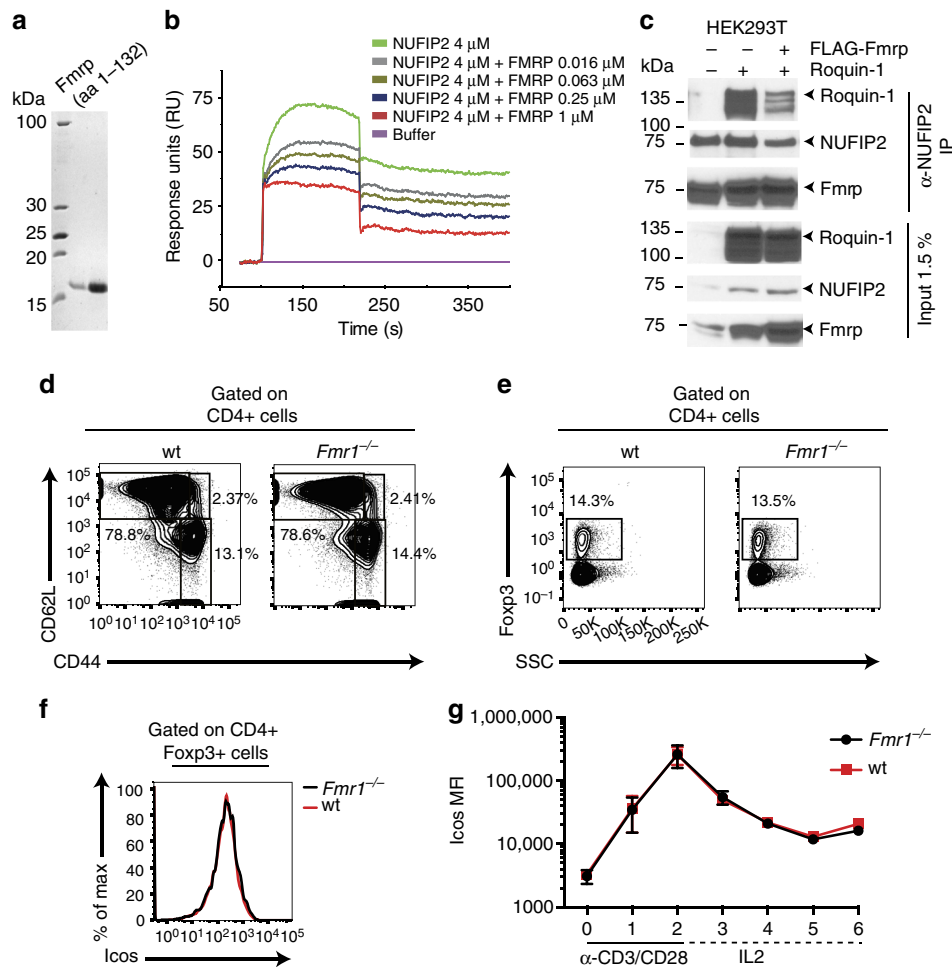 a
Fmrp
(aa 1–132)
kDa
100
30
25
20
15
b
NUFIP2 4 μM
NUFIP2 4 μM + FMRP 0.016 μM
NUFIP2 4 μM + FMRP 0.063 μM
NUFIP2 4 μM + FMRP 0.25 μM
NUFIP2 4 μM + FMRP 1 μM
Buffer
Response units (RU)
75
50
25
0
50 150 250 350
Time (s)
c
HEK293T
– – + FLAG-Fmrp
– + + Roquin-1
kDa
135
100
Roquin-1
75
NUFIP2
75
Fmrp
α-NUFIP2
IP
135
100
Roquin-1
75
NUFIP2
75
Fmrp
Input 1.5 %
d
Gated on
CD4+ cells
wt
Fmr1–/–
CD62L
10⁵
10⁴
10³
10²
10¹
10⁰
2.37%
78.8%
13.1%
2.41%
78.6%
14.4%
10⁰ 10¹ 10² 10³ 10⁴ 10⁵
CD44
e
Gated on
CD4+ cells
wt
Fmr1–/–
Foxp3
10⁵
10⁴
10³
10²
10⁰
10⁻¹
14.3%
13.5%
0 50K 100K 150K 200K 250K
SSC
f
Gated on CD4+
Foxp3+ cells
Fmr1–/–
wt
% of max
100
80
60
40
20
0
10⁰ 10¹ 10² 10³ 10⁴ 10⁵
Icos
g
Icos MFI
1,000,000
100,000
10,000
1000
Fmr1–/–
wt
0 1 2 3 4 5 6
α-CD3/CD28 IL2